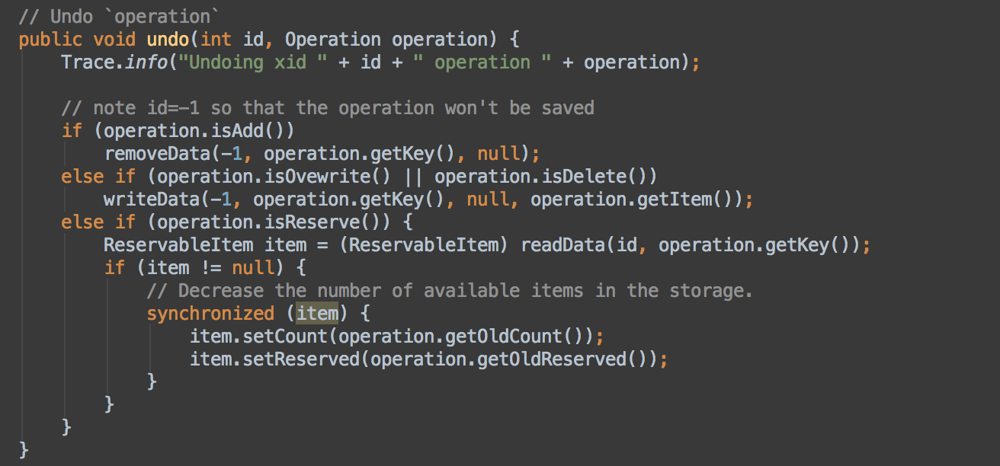 // Undo `operation`
public void undo(int id, Operation operation) {
    Trace.info("Undoing xid " + id + " operation " + operation);

    // note id=-1 so that the operation won't be saved
    if (operation.isAdd())
        removeData(-1, operation.getKey(), null);
    else if (operation.isOvewrite() || operation.isDelete())
        writeData(-1, operation.getKey(), null, operation.getItem());
    else if (operation.isReserve()) {
        ReservableItem item = (ReservableItem) readData(id, operation.getKey());
        if (item != null) {
            // Decrease the number of available items in the storage.
            synchronized (item) {
                item.setCount(operation.getOldCount());
                item.setReserved(operation.getOldReserved());
            }
        }
    }
}